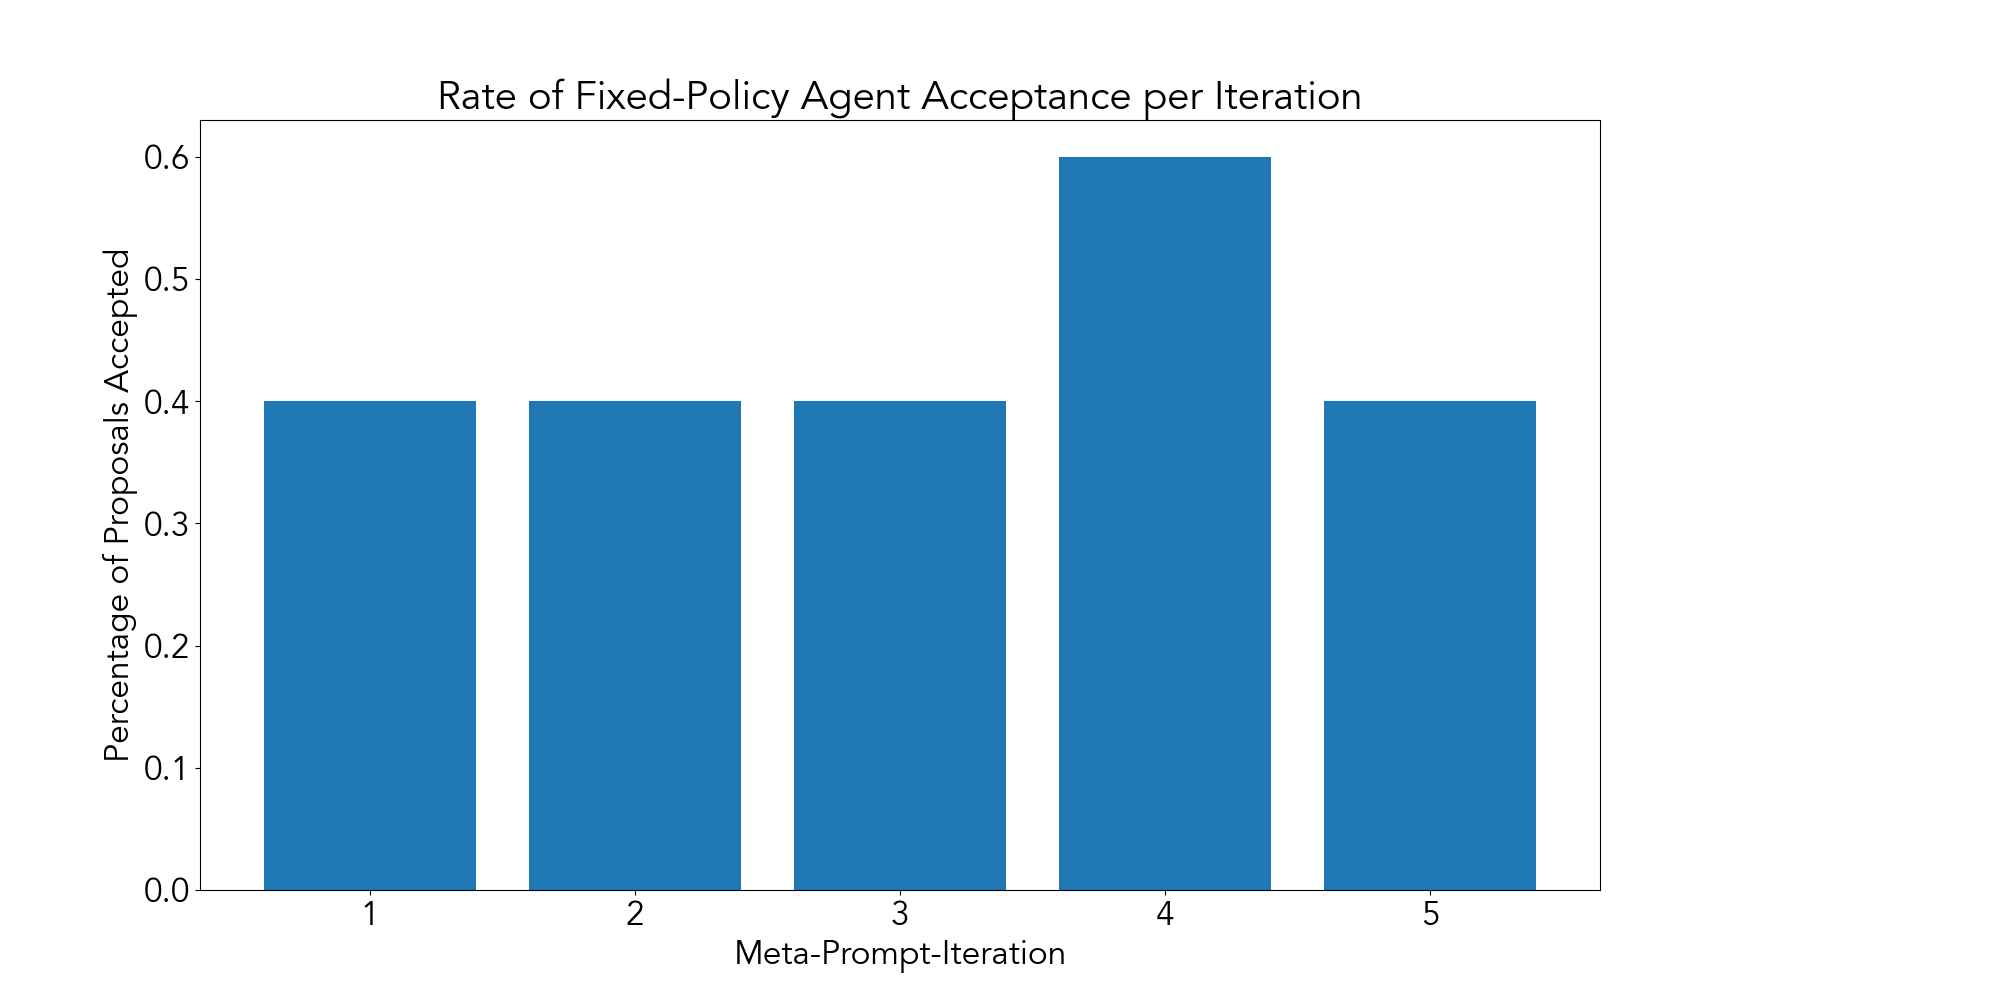 Rate of Fixed-Policy Agent Acceptance per Iteration
Percentage of Proposals Accepted
0.6
0.5
0.4
0.3
0.2
0.1
0.0
1 2 3 4 5
Meta-Prompt-Iteration